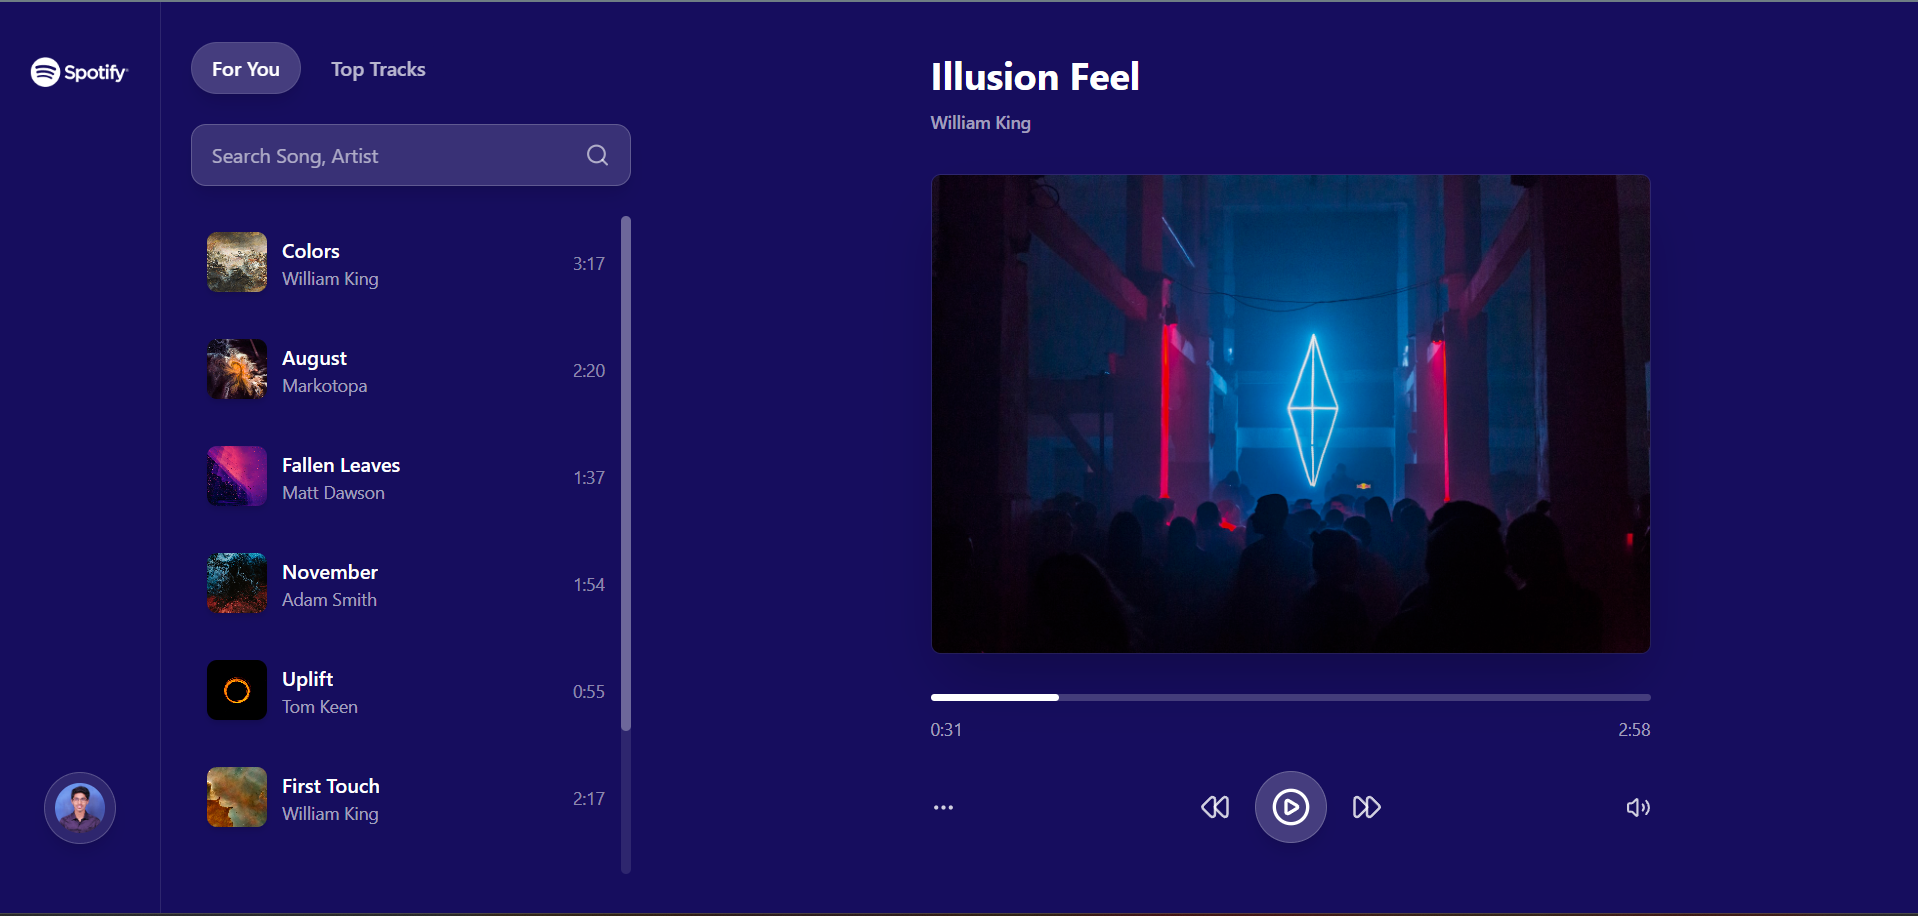 Spotify
For You
Top Tracks
Search Song, Artist
Colors
William King
3:17
August
Markotopa
2:20
Fallen Leaves
Matt Dawson
1:37
November
Adam Smith
1:54
Uplift
Tom Keen
0:55
First Touch
William King
2:17
Illusion Feel
William King
0:31
2:58